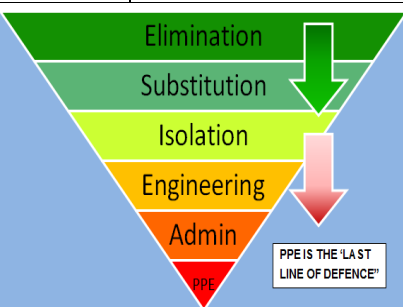 Elimination
Substitution
Isolation
Engineering
Admin
PPE
PPE IS THE ‘LAST
LINE OF DEFENCE”